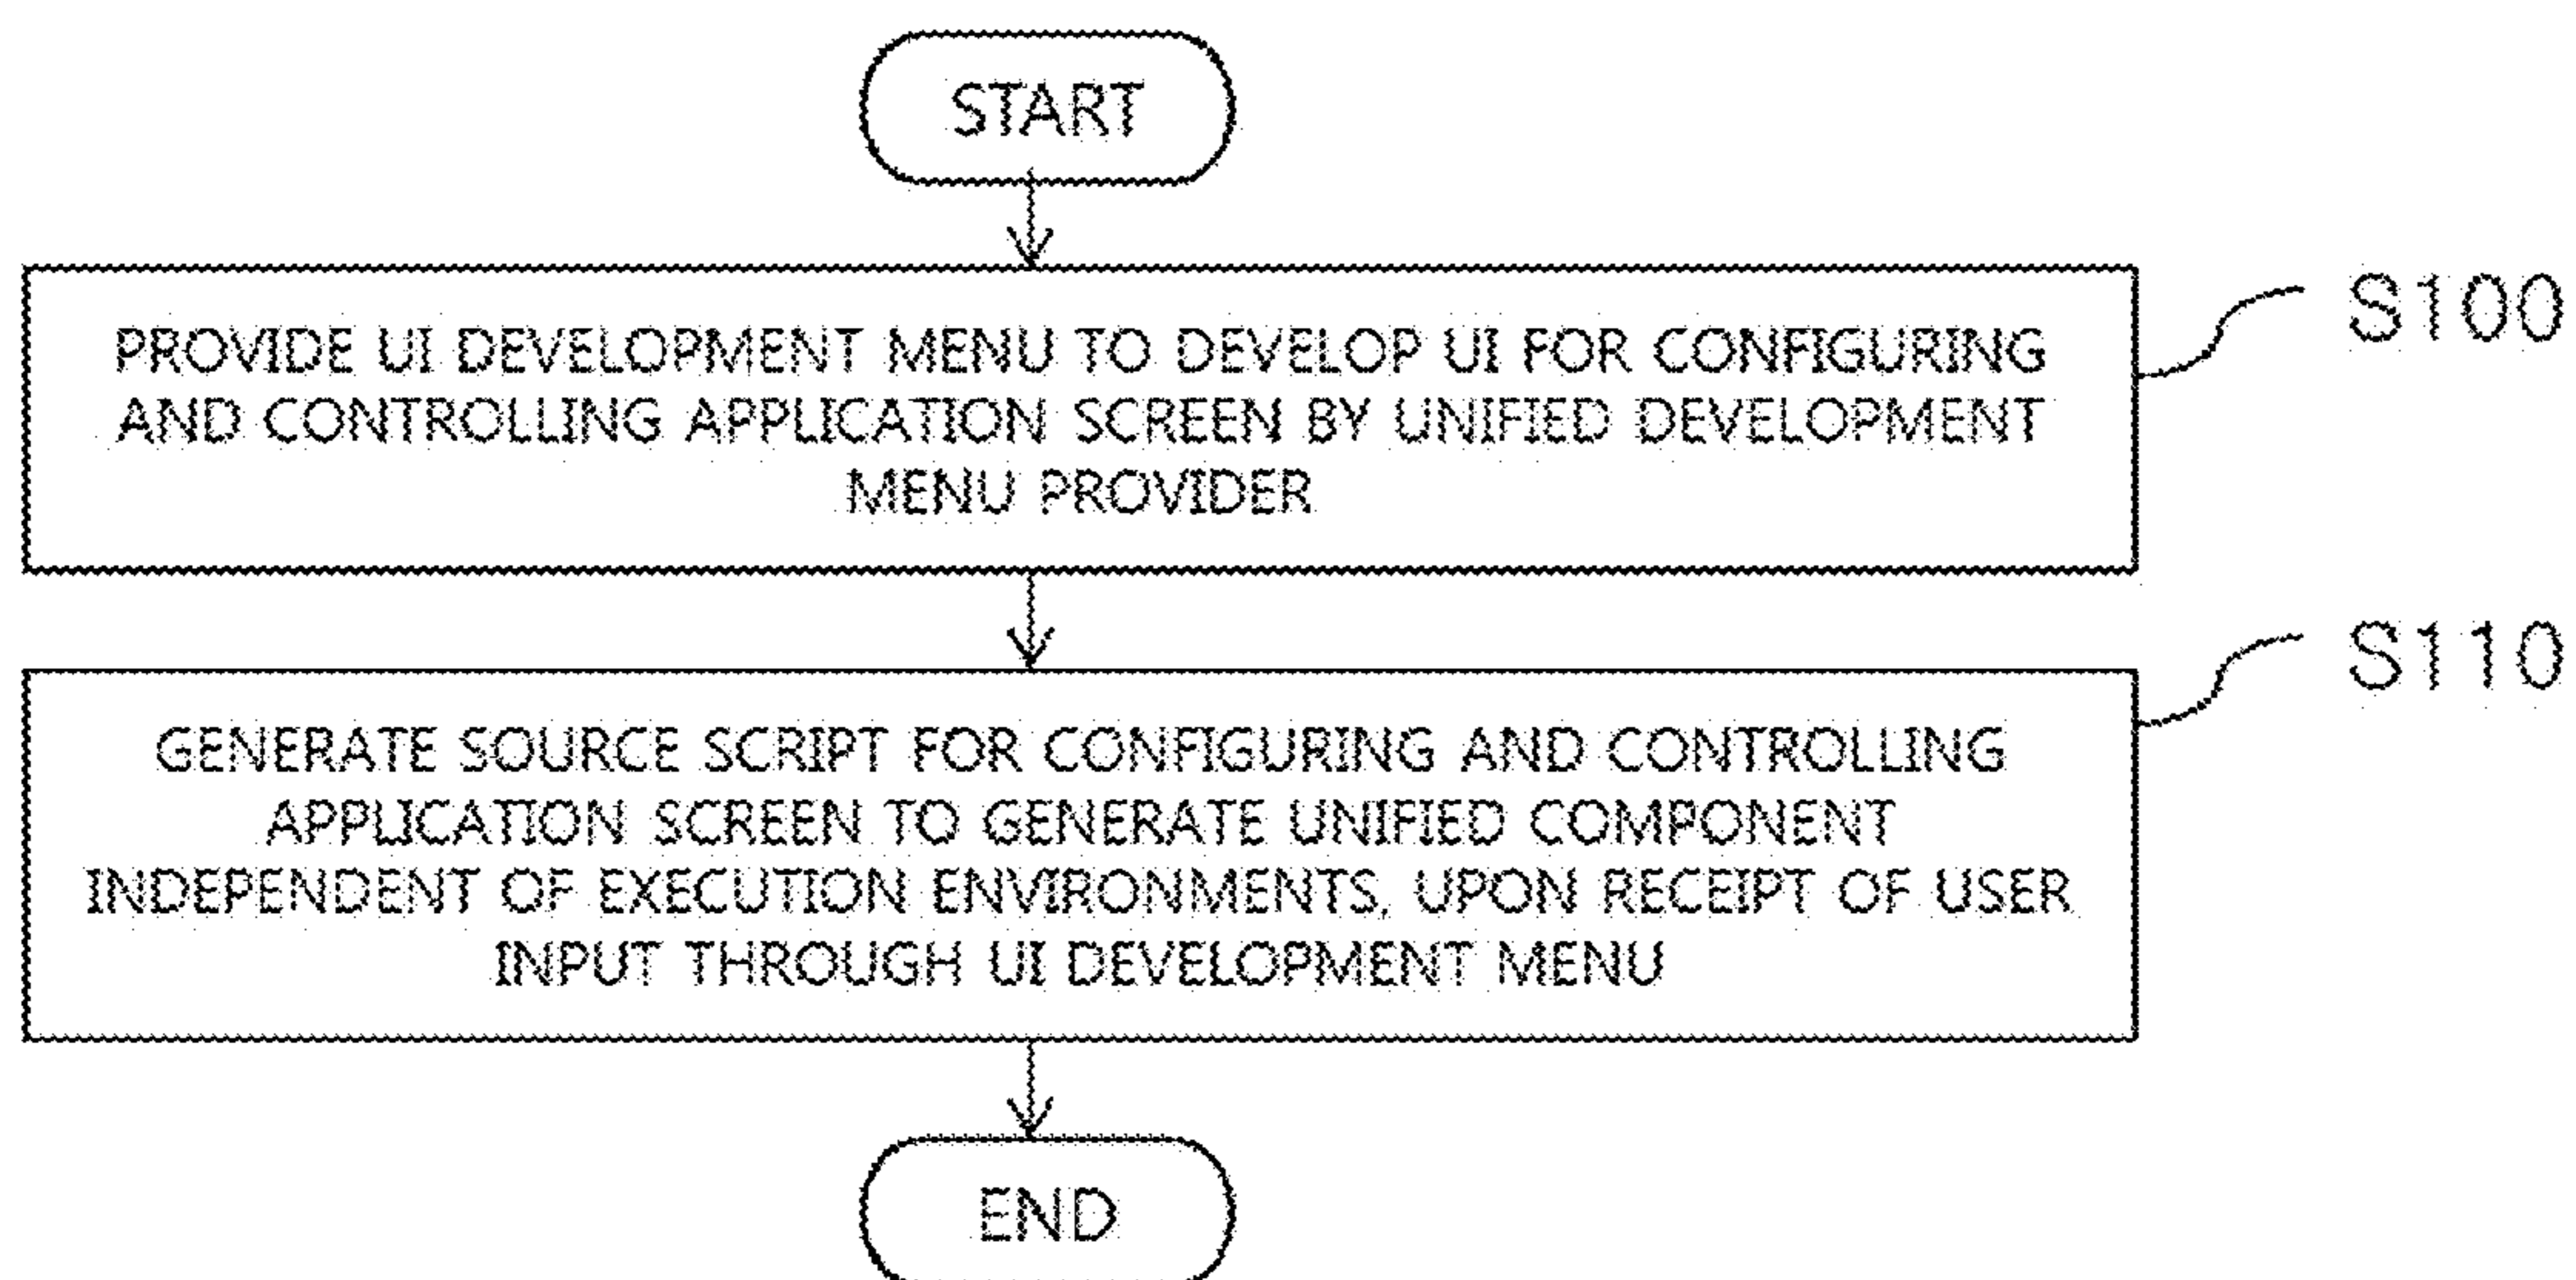 START
PROVIDE UI DEVELOPMENT MENU TO DEVELOP UI FOR CONFIGURING
AND CONTROLLING APPLICATION SCREEN BY UNIFIED DEVELOPMENT
MENU PROVIDER
S100
GENERATE SOURCE SCRIPT FOR CONFIGURING AND CONTROLLING
APPLICATION SCREEN TO GENERATE UNIFIED COMPONENT
INDEPENDENT OF EXECUTION ENVIRONMENTS, UPON RECEIPT OF USER
INPUT THROUGH UI DEVELOPMENT MENU
S110
END